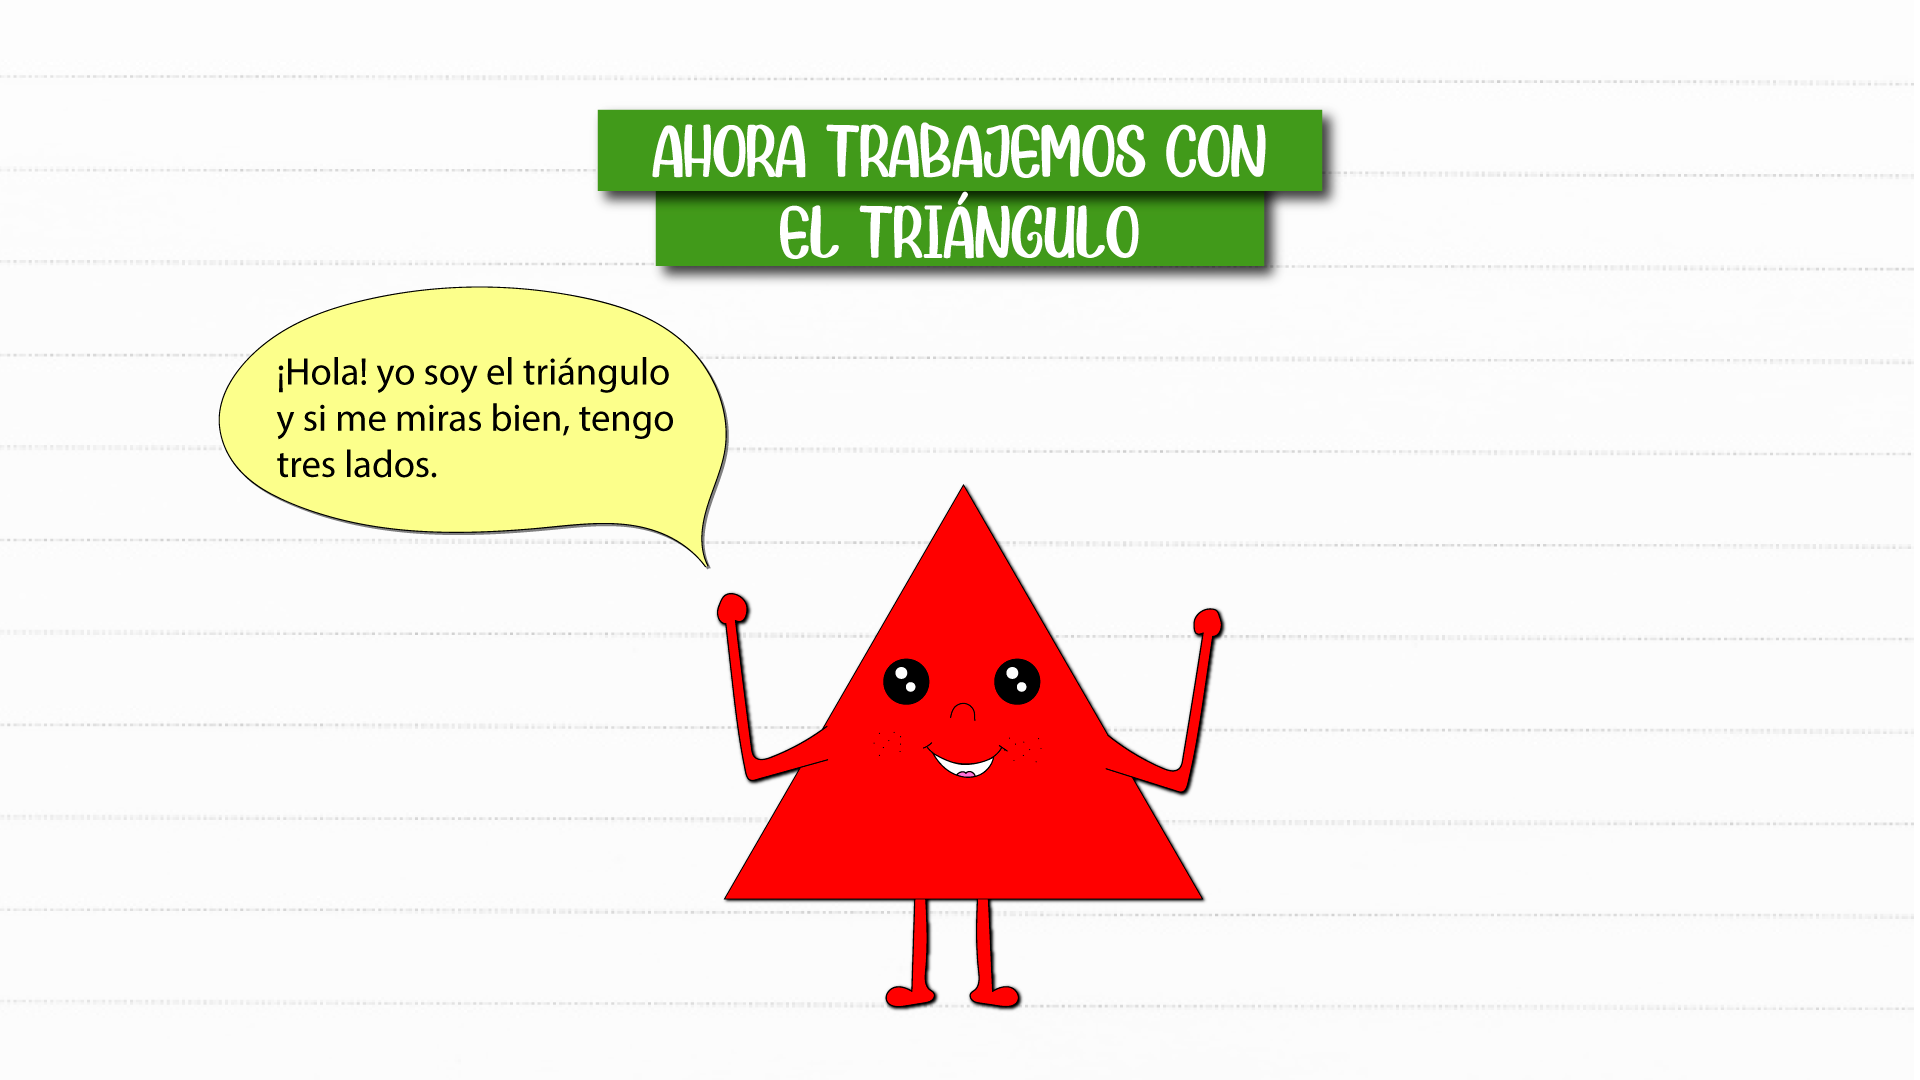 AHORA TRABAJEMOS CON
EL TRIÁNGULO
¡Hola! yo soy el triángulo
y si me miras bien, tengo
tres lados.